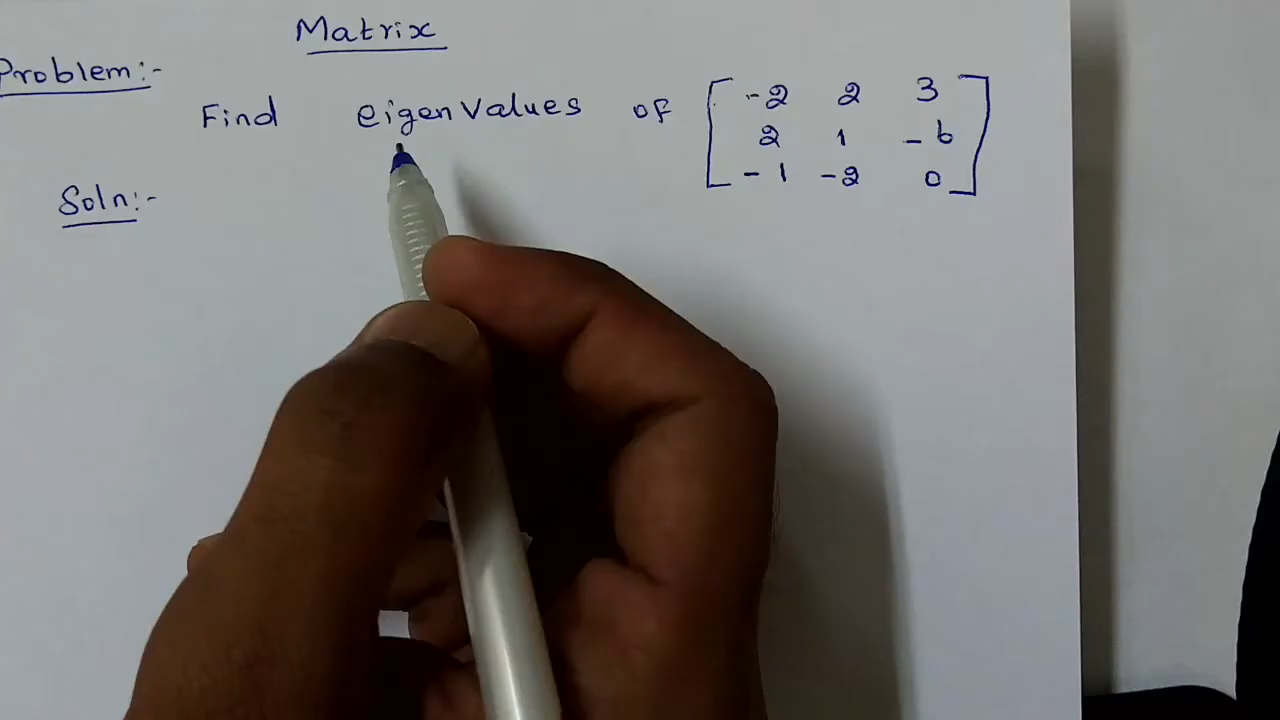 Matrix
Problem:-
Find eigenValues of [ -2 2 3
2 1 -6
-1 -2 0 ]
Soln:-